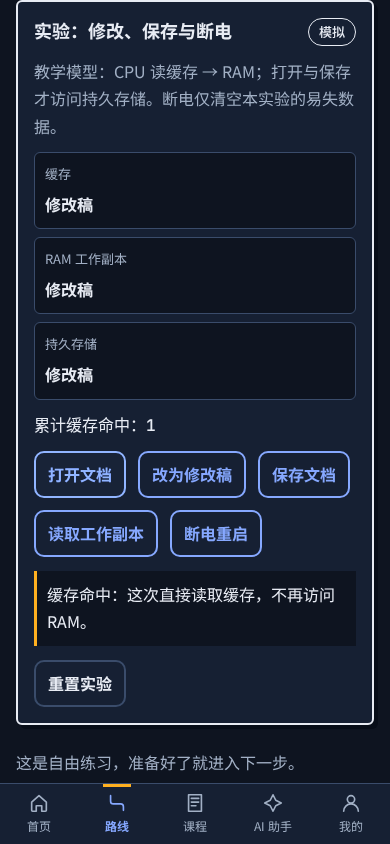 实验：修改、保存与断电
模拟
教学模型：CPU 读缓存 → RAM；打开与保存
才访问持久存储。断电仅清空本实验的易失数
据。
缓存
修改稿
RAM 工作副本
修改稿
持久存储
修改稿
累计缓存命中：1
打开文档
改为修改稿
保存文档
读取工作副本
断电重启
缓存命中：这次直接读取缓存，不再访问
RAM。
重置实验
这是自由练习，准备好了就进入下一步。
首页
路线
课程
AI 助手
我的